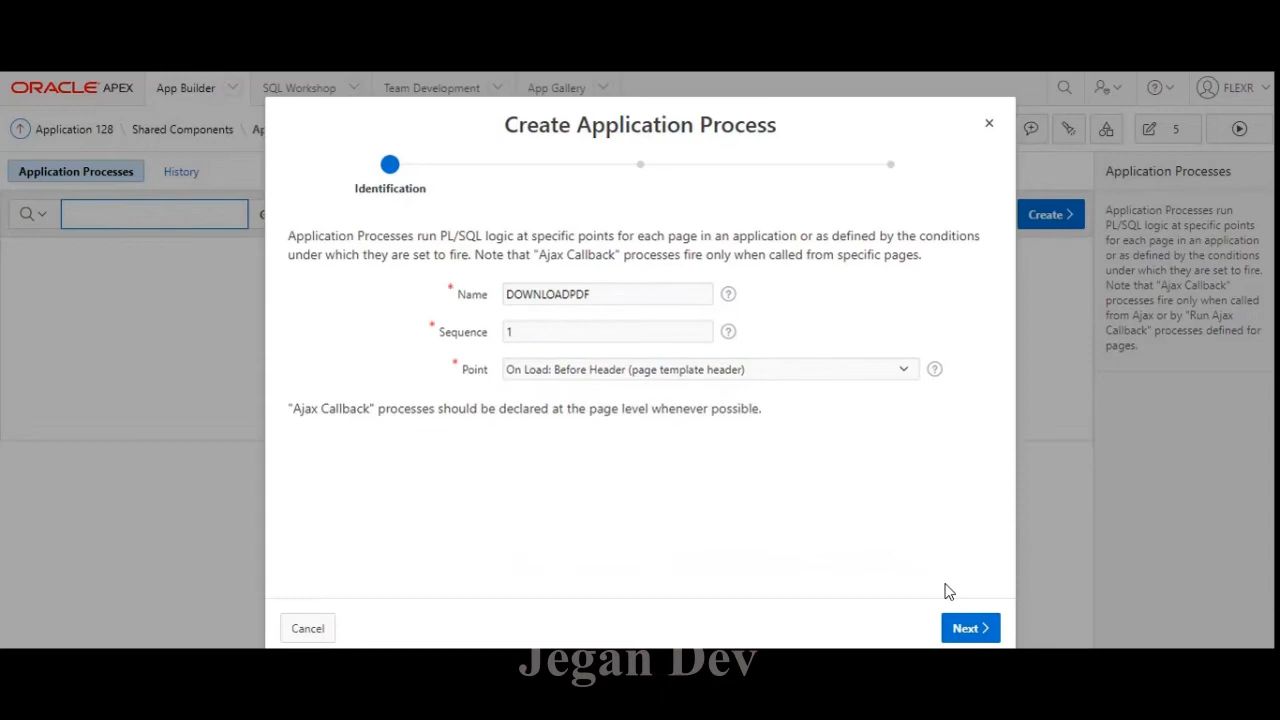 ORACLE APEX App Builder SQL Workshop Team Development App Gallery FLEXR
Application 128 \ Shared Components \ Ap 5
Application Processes History
Create >
Create Application Process
Identification
Application Processes run PL/SQL logic at specific points for each page in an application or as defined by the conditions
under which they are set to fire. Note that "Ajax Callback" processes fire only when called from specific pages.
* Name DOWNLOADPDF
* Sequence 1
* Point On Load: Before Header (page template header)
"Ajax Callback" processes should be declared at the page level whenever possible.
Cancel Next >
Application Processes
Application Processes run
PL/SQL logic at specific points
for each page in an application
or as defined by the conditions
under which they are set to fire.
Note that "Ajax Callback"
processes fire only when called
from Ajax or by "Run Ajax
Callback" processes defined for
pages.
Jegan Dev